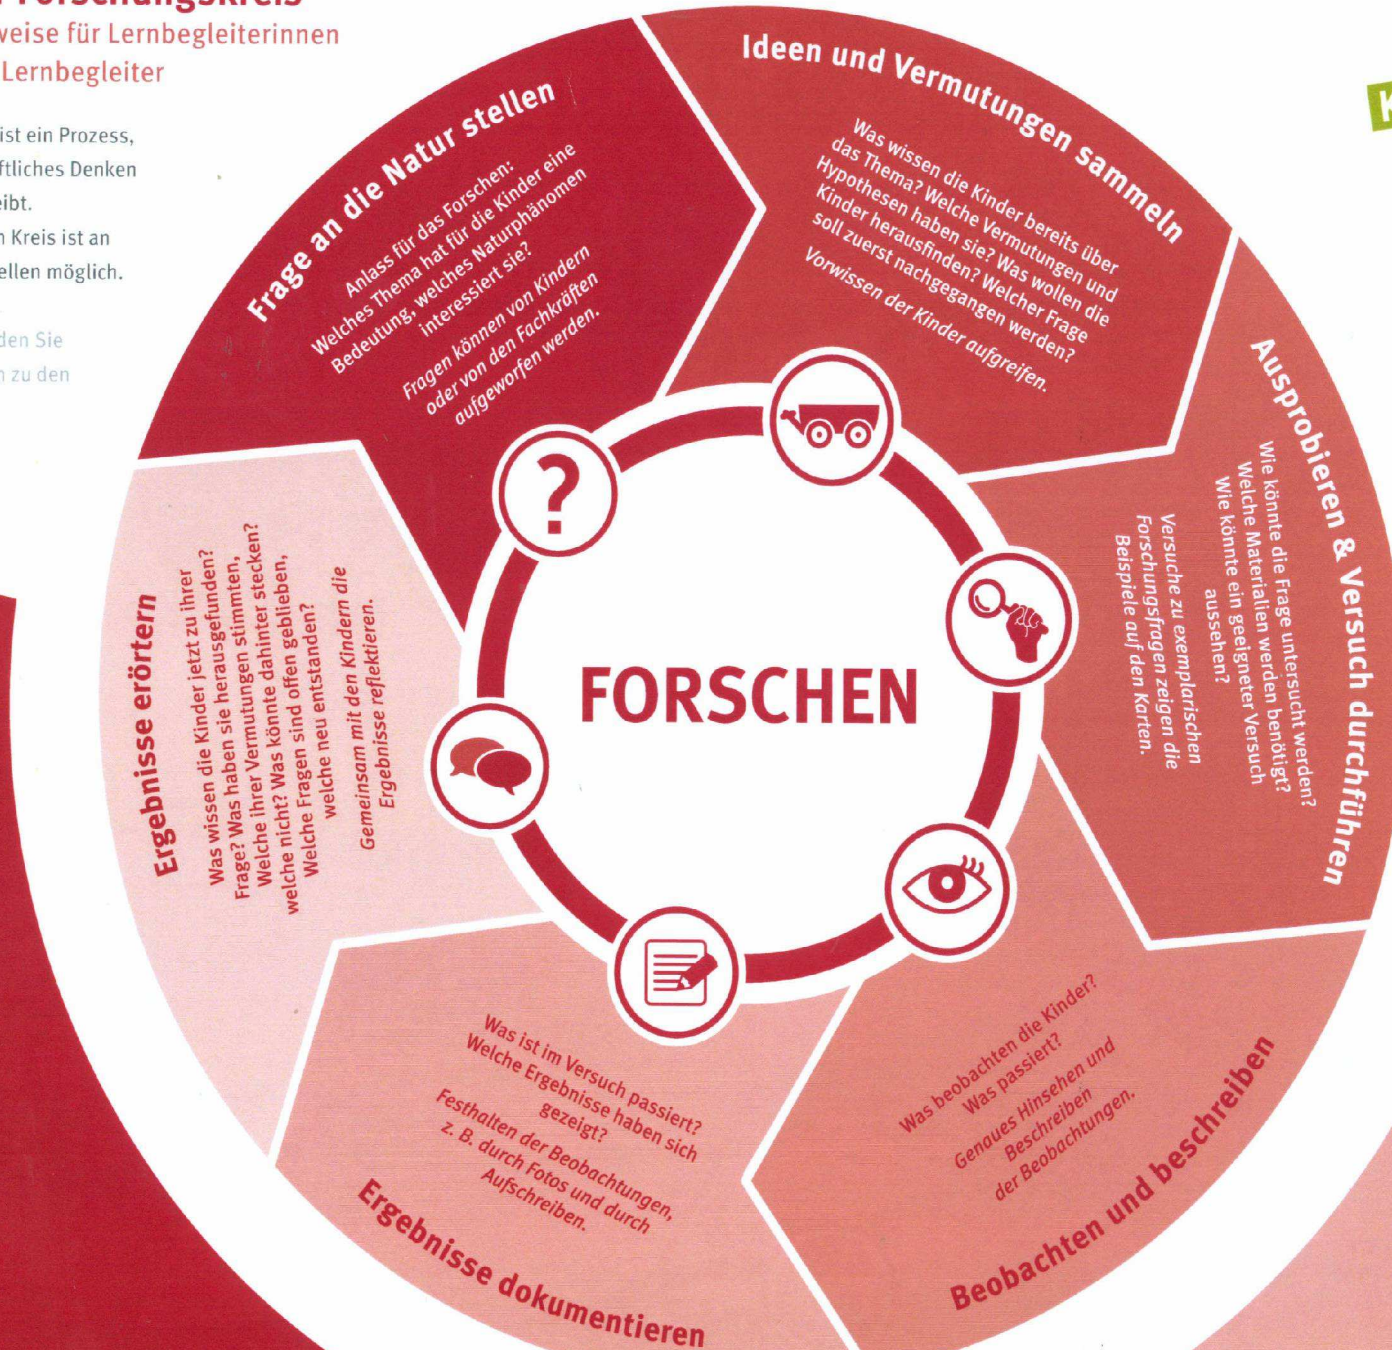 Forschungskreis
weise für Lernbegleiterinnen
Lernbegleiter
ist ein Prozess,
ftliches Denken
eibt.
n Kreis ist an
ellen möglich.
den Sie
n zu den
K
Frage an die Natur stellen
Anlass für das Forschen:
Welches Thema hat für die Kinder eine
Bedeutung, welches Naturphänomen
interessiert sie?
Fragen können von Kindern
oder von den Fachkräften
aufgeworfen werden.
Ideen und Vermutungen sammeln
Was wissen die Kinder bereits über
das Thema? Welche Vermutungen und
Hypothesen haben sie? Was wollen die
Kinder herausfinden? Welcher Frage
soll zuerst nachgegangen werden?
Vorwissen der Kinder aufgreifen.
Ausprobieren & Versuch durchführen
Wie könnte die Frage untersucht werden?
Welche Materialien werden benötigt?
Wie könnte ein geeigneter Versuch
aussehen?
Versuche zu exemplarischen
Forschungsfragen zeigen die
Beispiele auf den Karten.
Beobachten und beschreiben
Was beobachten die Kinder?
Was passiert?
Genaues Hinsehen und
Beschreiben
der Beobachtungen.
Ergebnisse dokumentieren
Was ist im Versuch passiert?
Welche Ergebnisse haben sich
gezeigt?
Festhalten der Beobachtungen,
z. B. durch Fotos und durch
Aufschreiben.
Ergebnisse erörtern
Was wissen die Kinder jetzt zu ihrer
Frage? Was haben sie herausgefunden?
Welche ihrer Vermutungen stimmten,
welche nicht? Was könnte dahinter stecken?
Welche Fragen sind offen geblieben,
welche neu entstanden?
Gemeinsam mit den Kindern die
Ergebnisse reflektieren.
?
FORSCHEN